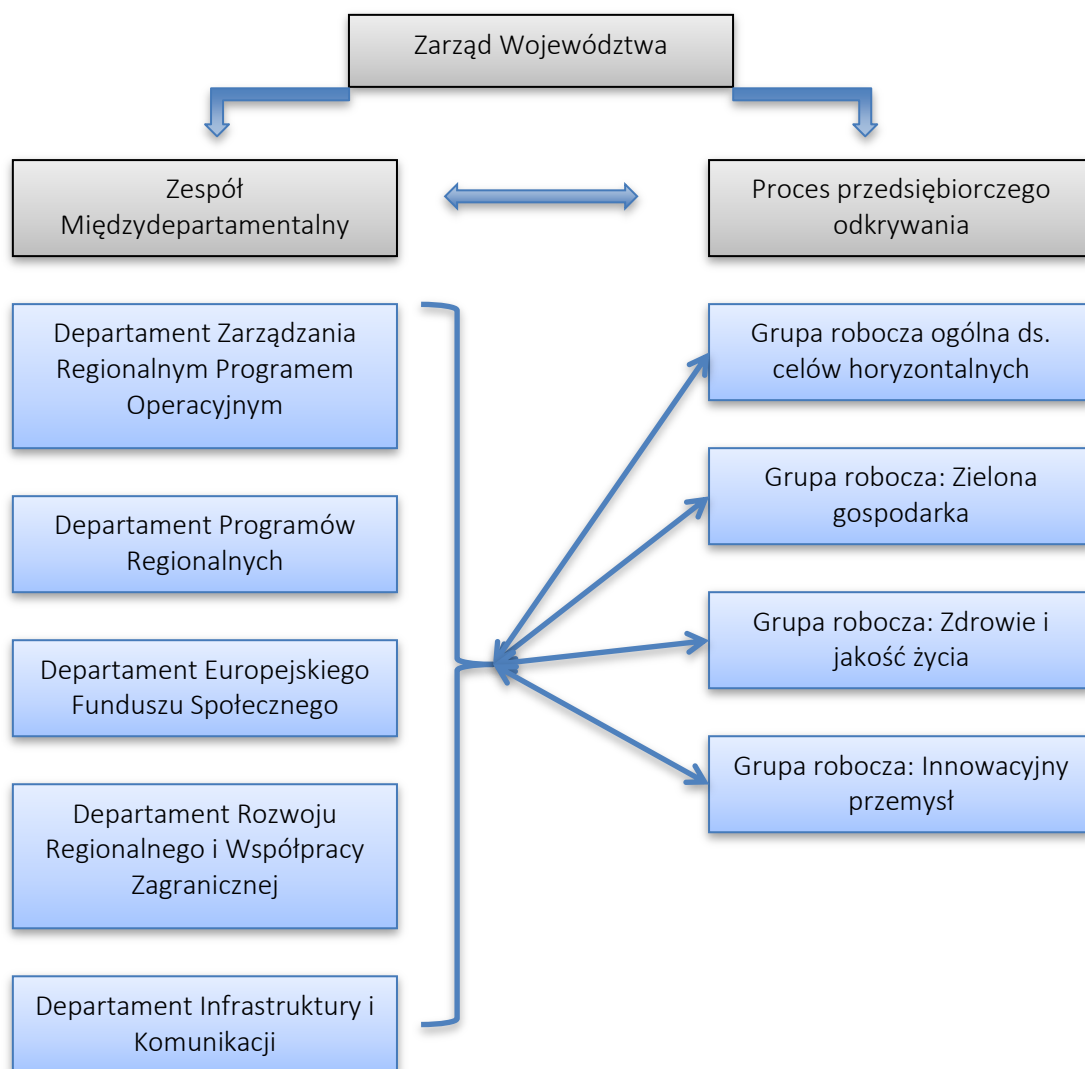 Zarząd Województwa
Zespół
Międzydepartamentalny
Proces przedsiębiorczego
odkrywania
Departament Zarządzania
Regionalnym Programem
Operacyjnym
Departament Programów
Regionalnych
Departament Europejskiego
Funduszu Społecznego
Departament Rozwoju
Regionalnego i Współpracy
Zagranicznej
Departament Infrastruktury i
Komunikacji
Grupa robocza ogólna ds.
celów horyzontalnych
Grupa robocza: Zielona
gospodarka
Grupa robocza: Zdrowie i
jakość życia
Grupa robocza: Innowacyjny
przemysł